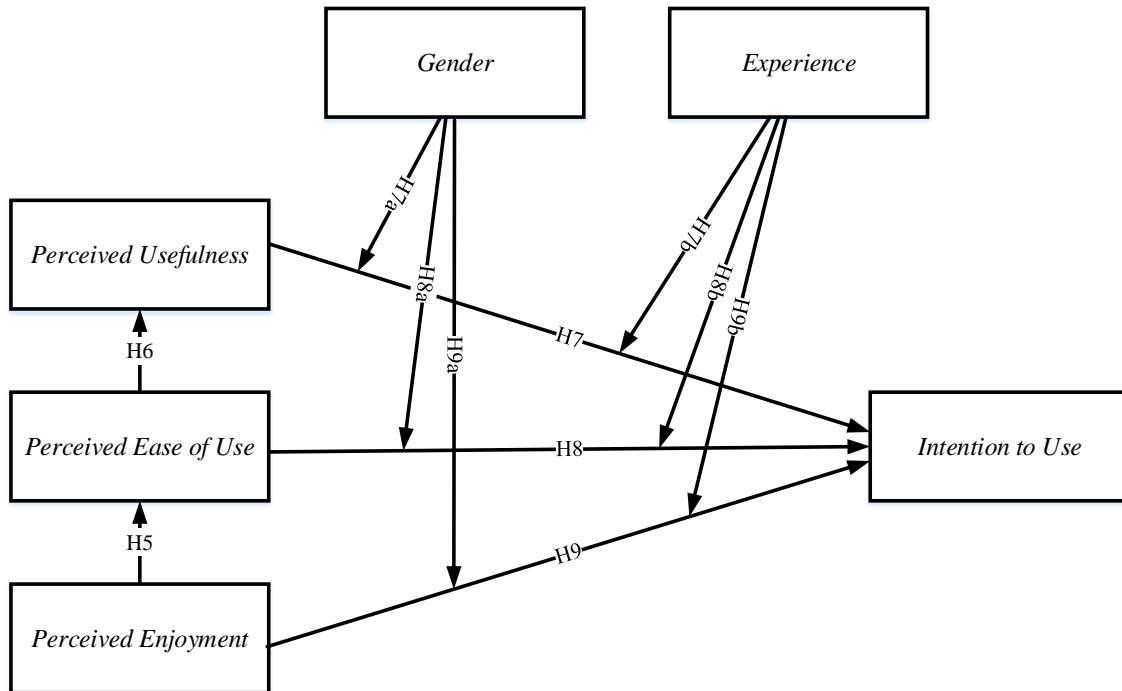 Gender
Experience
H7a
Perceived Usefulness
H7b
H8a
H8b
H9b
H7
H6
H9a
Perceived Ease of Use
H8
Intention to Use
H5
H9
Perceived Enjoyment